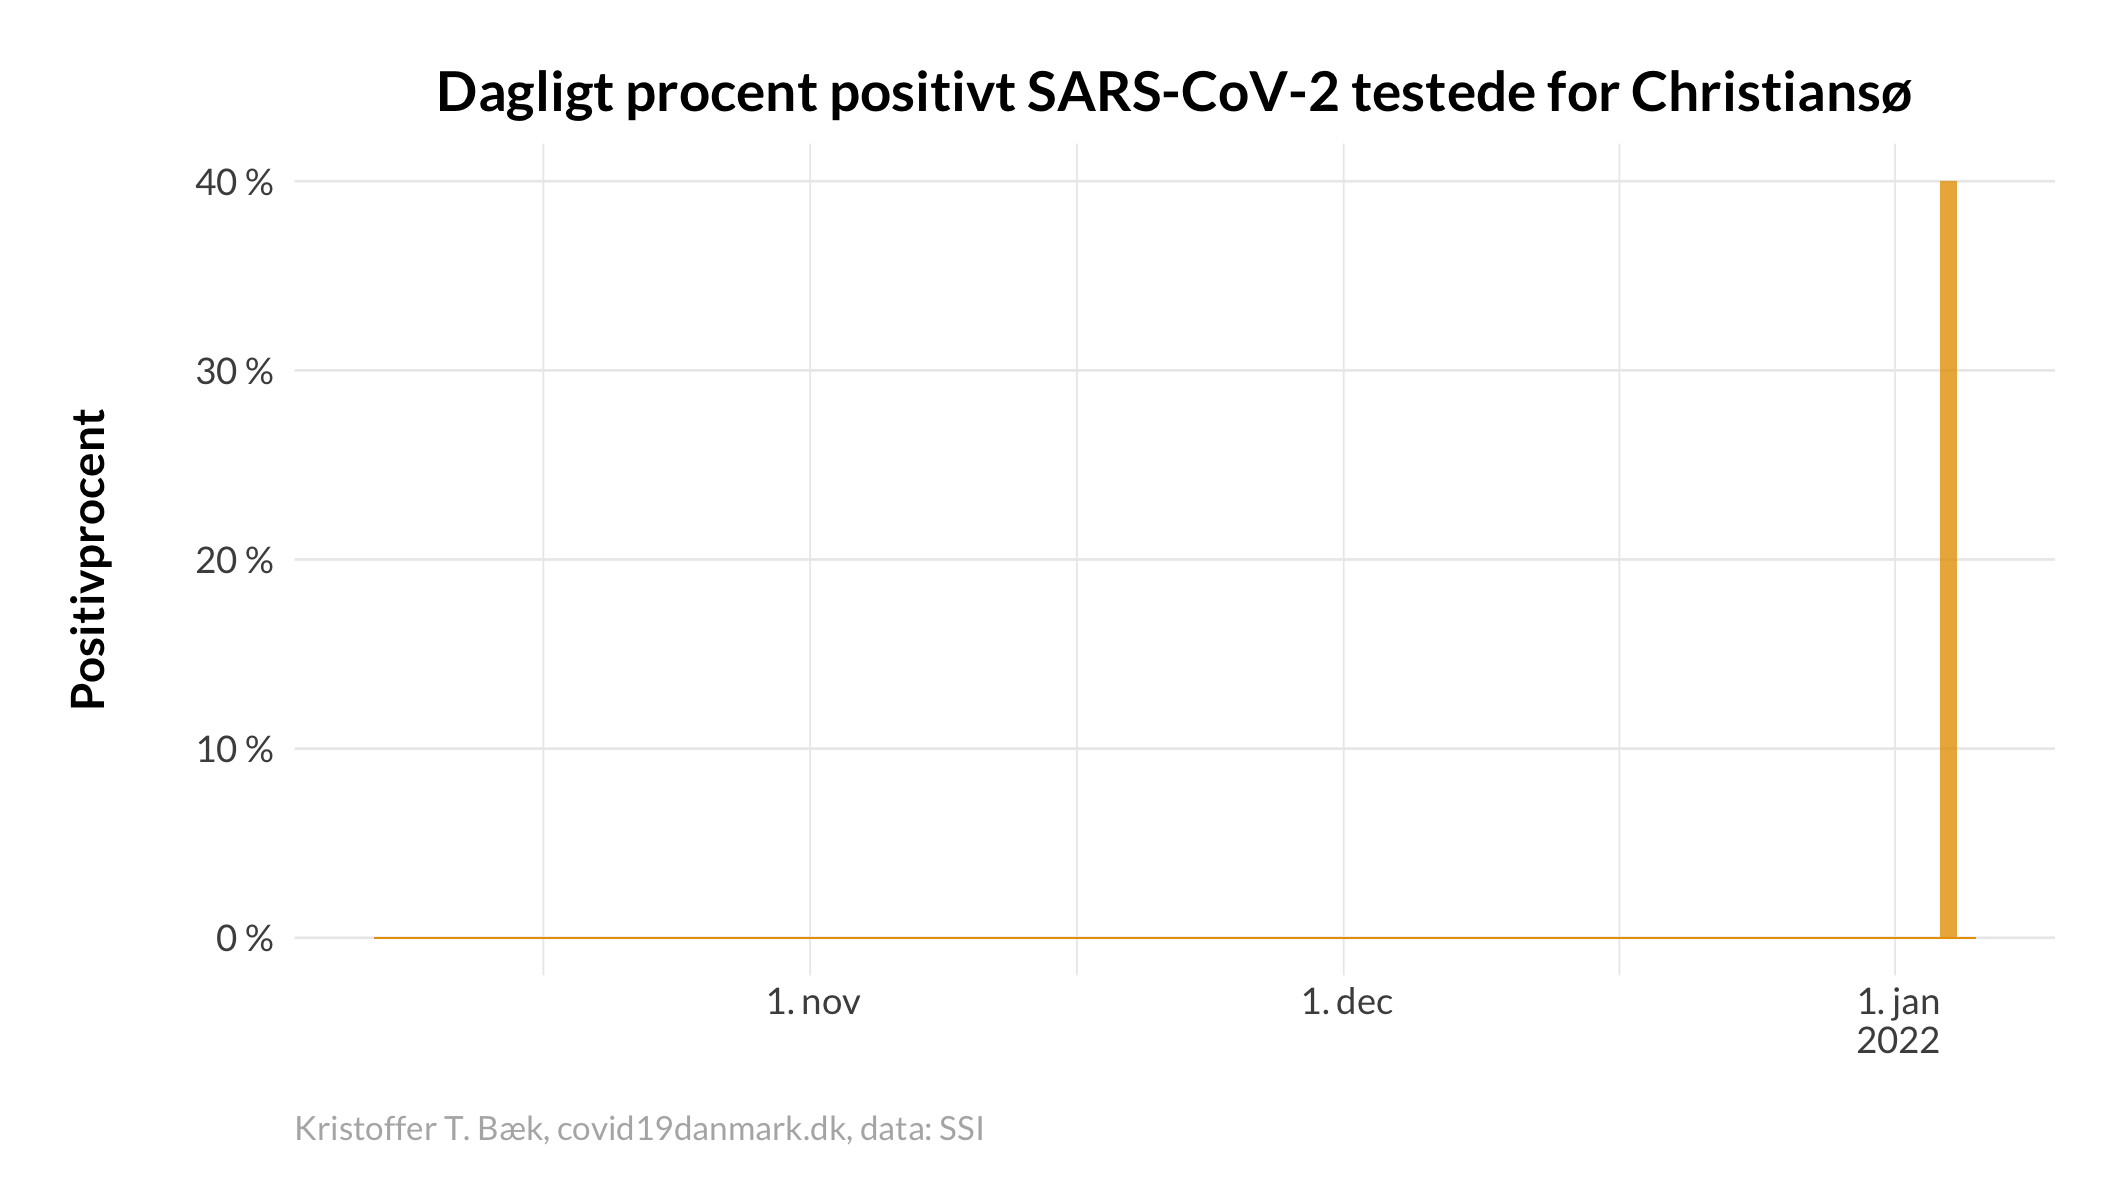 Dagligt procent positivt SARS-CoV-2 testede for Christiansø
Positivprocent
40 %
30 %
20 %
10 %
0 %
1. nov
1. dec
1. jan
2022
Kristoffer T. Bæk, covid19danmark.dk, data: SSI